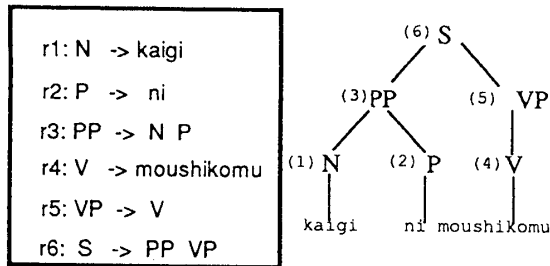 r1: N -> kaigi
r2: P -> ni
r3: PP -> N P
r4: V -> moushikomu
r5: VP -> V
r6: S -> PP VP
(6) S
(3) PP (5) VP
(1) N (2) P (4) V
kaigi ni moushikomu